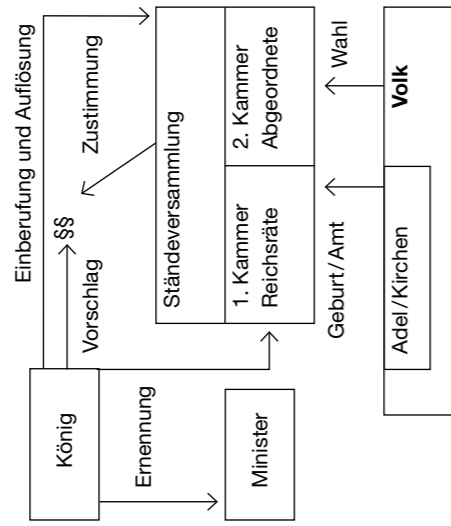 Einberufung und Auflösung
König
Vorschlag
§§
Zustimmung
Ernennung
Minister
Ständeversammlung
1. Kammer
Reichsräte
2. Kammer
Abgeordnete
Geburt/Amt
Wahl
Adel/Kirchen
Volk